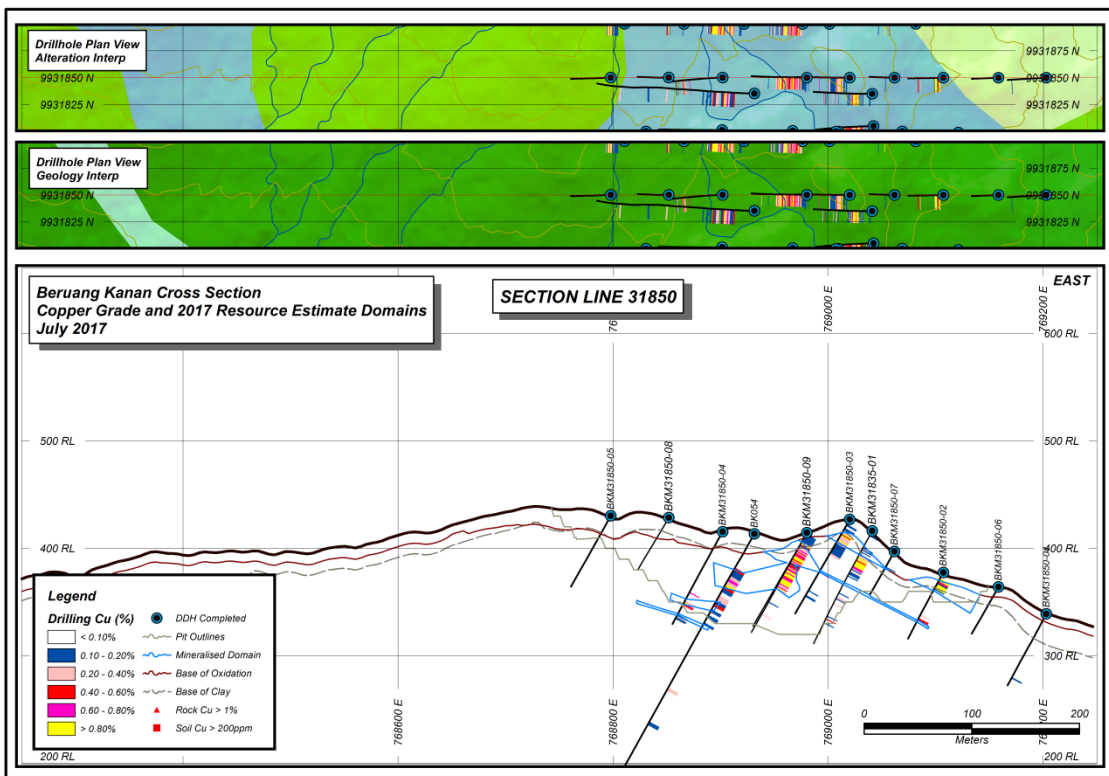 Drillhole Plan View
Alteration Interp
9931875 N
9931875 N
9931850 N
9931850 N
9931825 N
9931825 N
Drillhole Plan View
Geology Interp
9931875 N
9931875 N
9931850 N
9931850 N
9931825 N
9931825 N
Beruang Kanan Cross Section
Copper Grade and 2017 Resource Estimate Domains
July 2017
SECTION LINE 31850
EAST
769000 E
769200 E
600 RL
500 RL
500 RL
400 RL
400 RL
300 RL
200 RL
200 RL
BKM31850-05
BKM31850-08
BKM31850-04
BK054
BKM31850-09
BKM31850-03
BKM31835-01
BKM31850-07
BKM31850-02
BKM31850-06
768600 E
768800 E
769000 E
Legend
Drilling Cu (%)
< 0.10%
0.10 - 0.20%
0.20 - 0.40%
0.40 - 0.60%
0.60 - 0.80%
> 0.80%
DDH Completed
Pit Outlines
Mineralised Domain
Base of Oxidation
Base of Clay
Rock Cu > 1%
Soil Cu > 200ppm
0 100 200
Meters